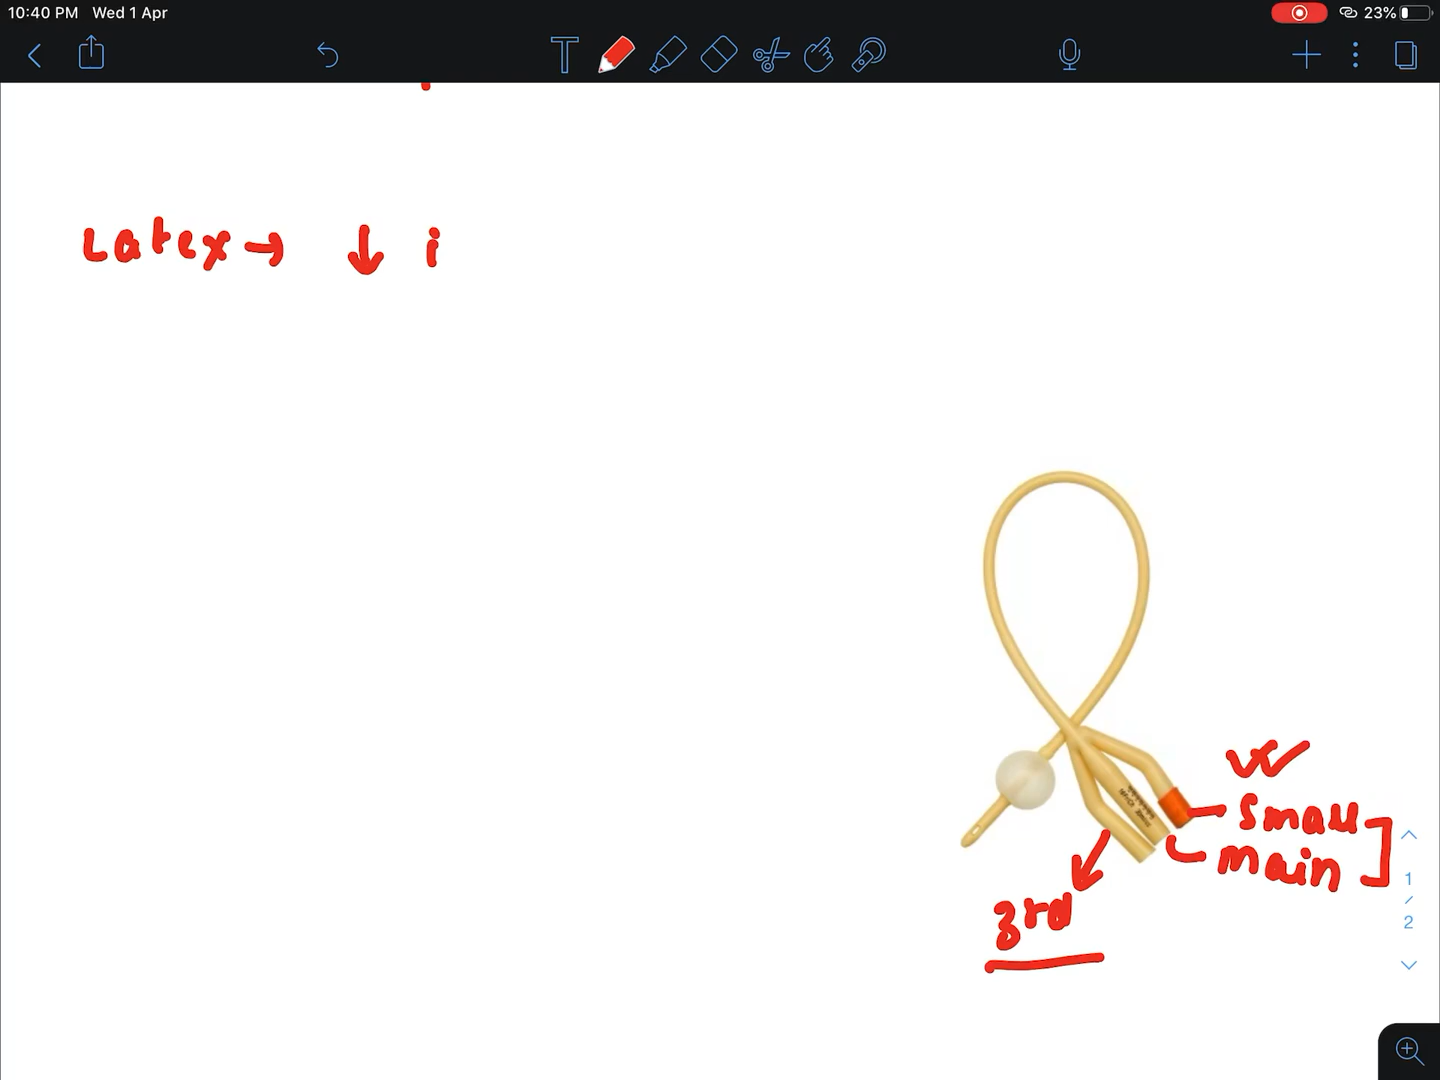 10:40 PM Wed 1 Apr
23%
Latex → ↓ i
small
main
3rd
1
/
2